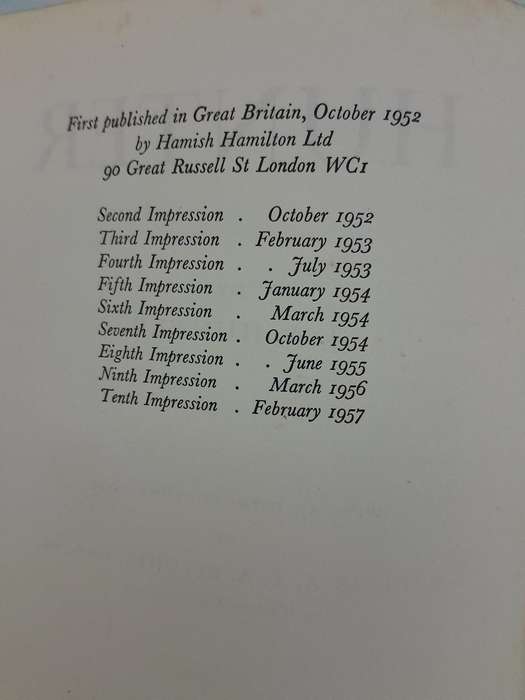 First published in Great Britain, October 1952
by Hamish Hamilton Ltd
90 Great Russell St London WC1
Second Impression . October 1952
Third Impression . February 1953
Fourth Impression . . July 1953
Fifth Impression . January 1954
Sixth Impression . March 1954
Seventh Impression . October 1954
Eighth Impression . . June 1955
Ninth Impression . March 1956
Tenth Impression . February 1957